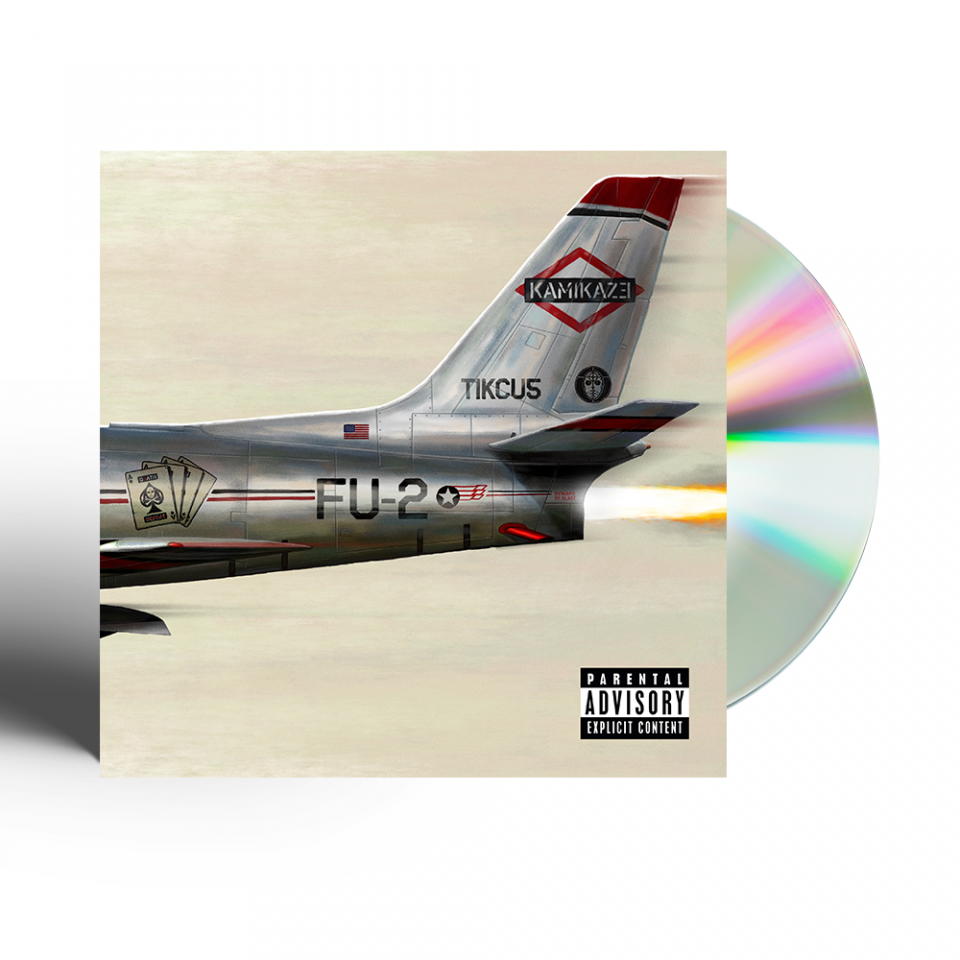 KAMIKAZE
TIKCUS
FU-2
PARENTAL
ADVISORY
EXPLICIT CONTENT